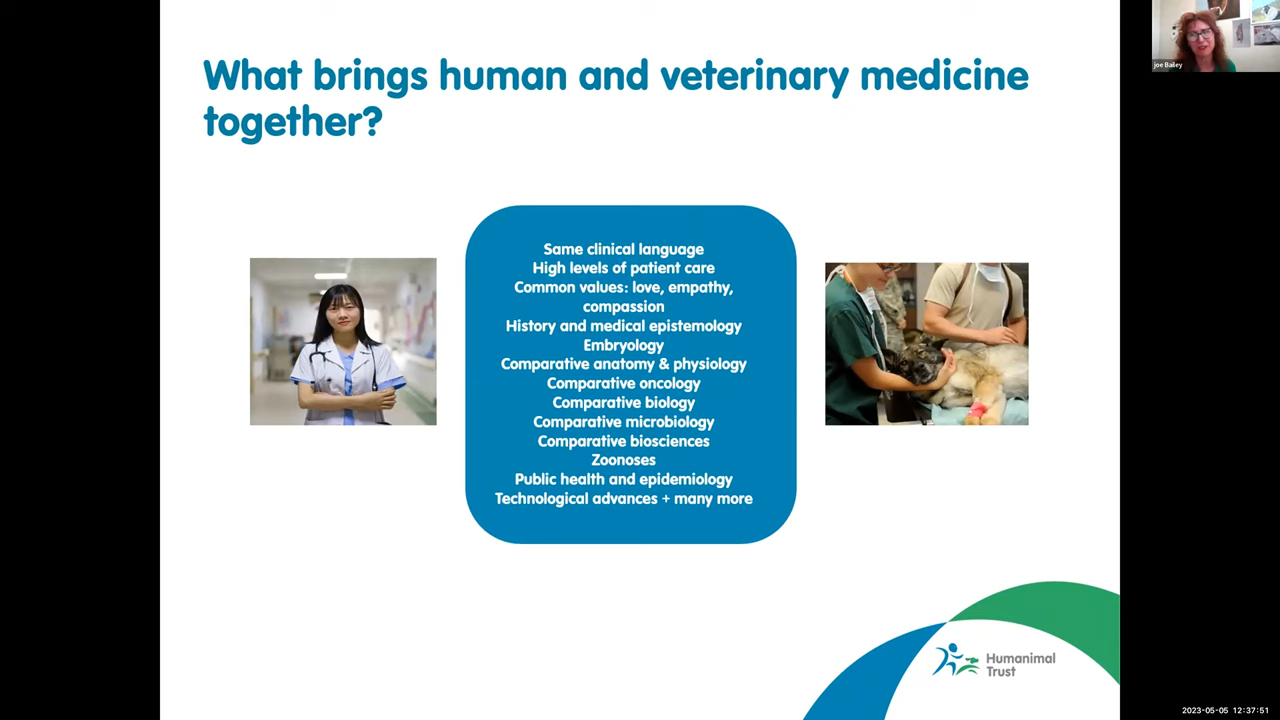 What brings human and veterinary medicine
together?
joe Bailey
Same clinical language
High levels of patient care
Common values: love, empathy,
compassion
History and medical epistemology
Embryology
Comparative anatomy & physiology
Comparative oncology
Comparative biology
Comparative microbiology
Comparative biosciences
Zoonoses
Public health and epidemiology
Technological advances + many more
Humanimal
Trust
2023-05-05 12:37:51